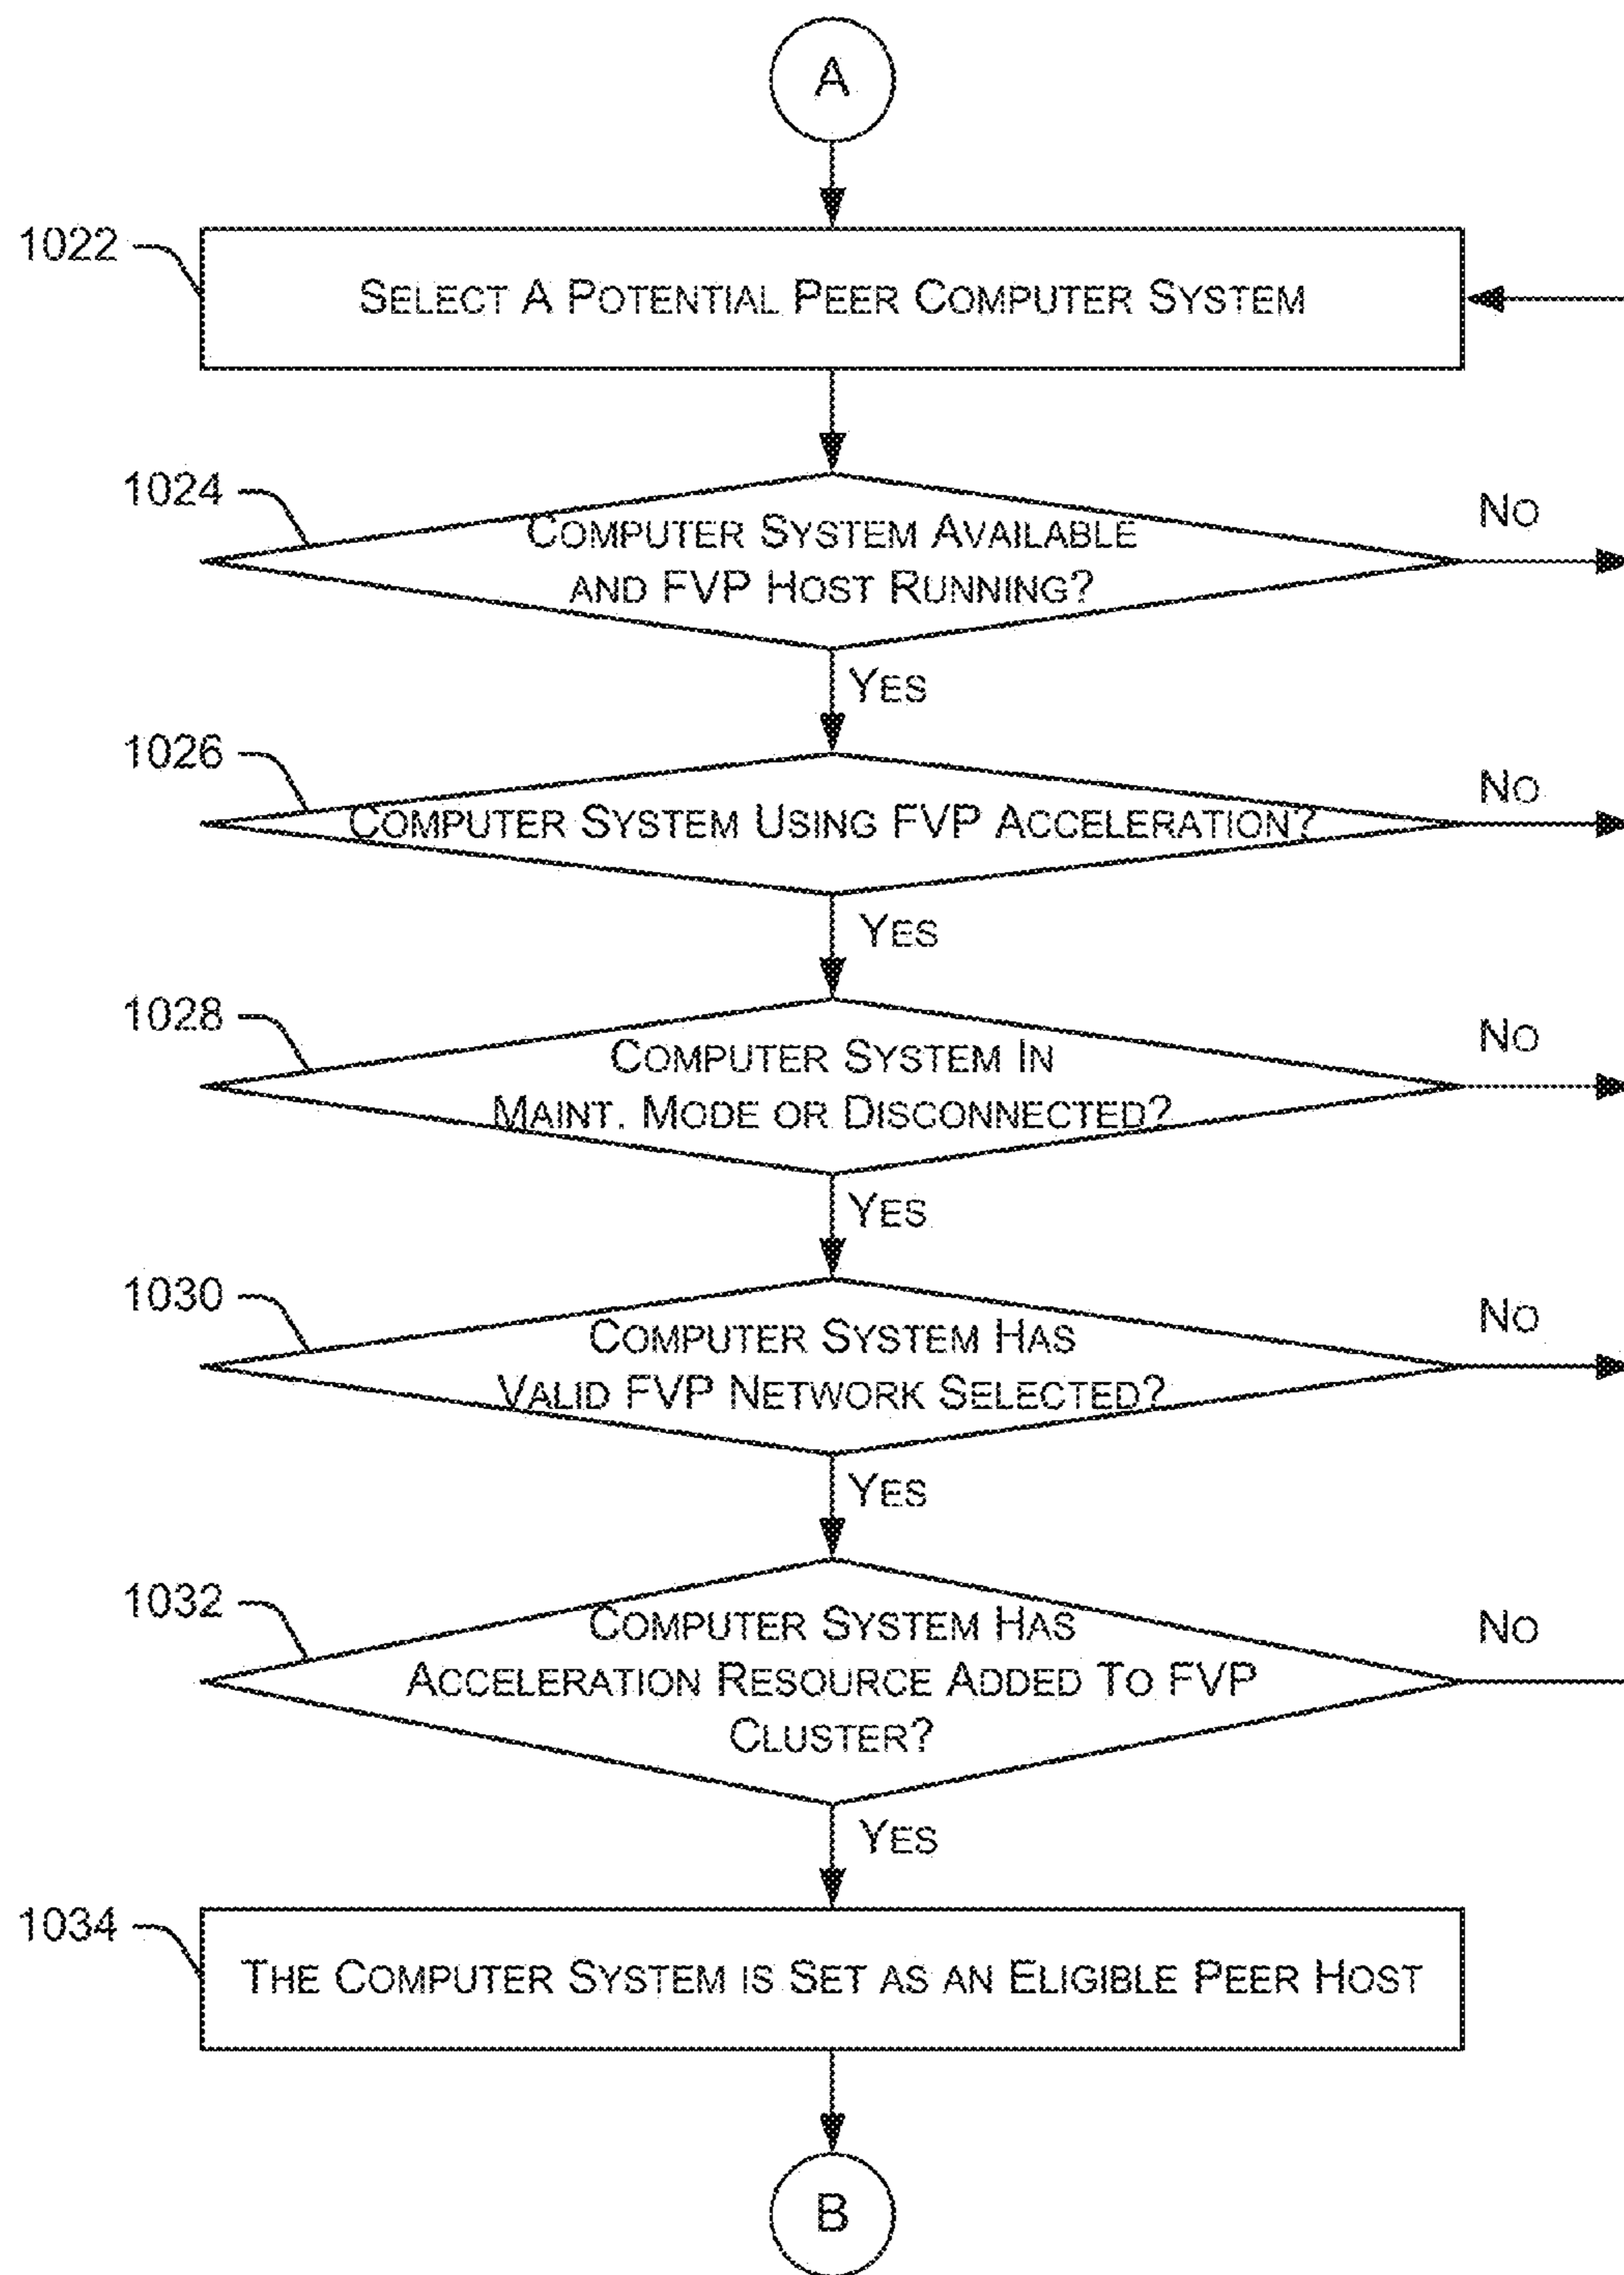 A
1022
SELECT A POTENTIAL PEER COMPUTER SYSTEM
1024
COMPUTER SYSTEM AVAILABLE
AND FVP HOST RUNNING?
NO
YES
1026
COMPUTER SYSTEM USING FVP ACCELERATION?
NO
YES
1028
COMPUTER SYSTEM IN
MAINT. MODE OR DISCONNECTED?
NO
YES
1030
COMPUTER SYSTEM HAS
VALID FVP NETWORK SELECTED?
NO
YES
1032
COMPUTER SYSTEM HAS
ACCELERATION RESOURCE ADDED TO FVP
CLUSTER?
NO
YES
1034
THE COMPUTER SYSTEM IS SET AS AN ELIGIBLE PEER HOST
B